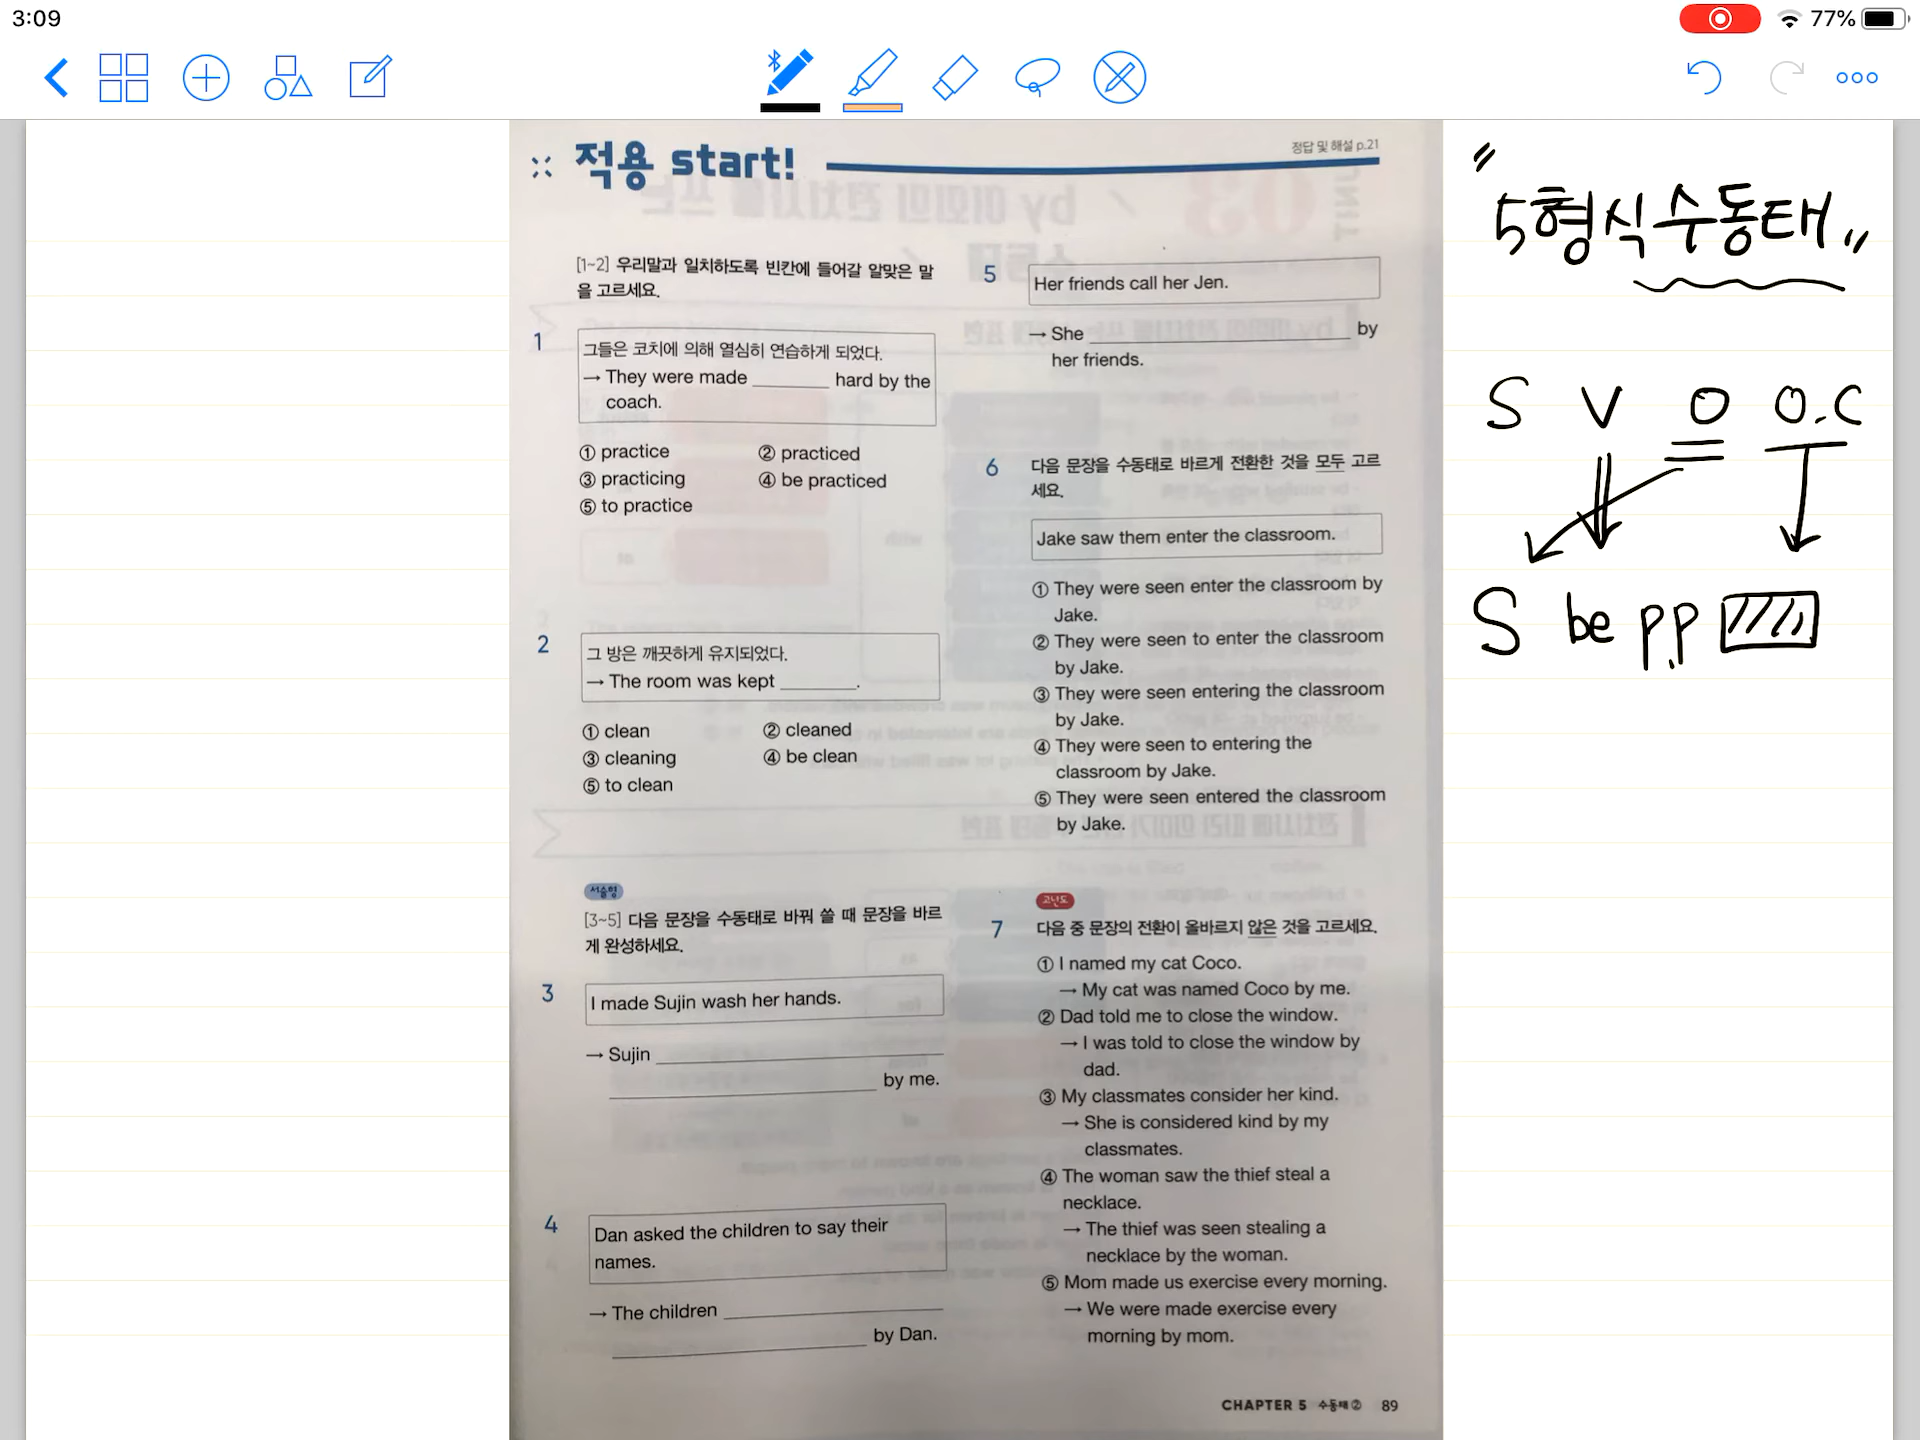 3:09
77%
적용 start!
정답 및 해설 p.21
[1~2] 우리말과 일치하도록 빈칸에 들어갈 알맞은 말
을 고르세요.
1
그들은 코치에 의해 열심히 연습하게 되었다.
→ They were made ________ hard by the
coach.
① practice ② practiced
③ practicing ④ be practiced
⑤ to practice
2
그 방은 깨끗하게 유지되었다.
→ The room was kept ________.
① clean ② cleaned
③ cleaning ④ be clean
⑤ to clean
서술형
[3~5] 다음 문장을 수동태로 바꿔 쓸 때 문장을 바르
게 완성하세요.
3
I made Sujin wash her hands.
→ Sujin ________
________ by me.
4
Dan asked the children to say their
names.
→ The children ________
________ by Dan.
5
Her friends call her Jen.
→ She ________ by
her friends.
6 다음 문장을 수동태로 바르게 전환한 것을 모두 고르
세요.
Jake saw them enter the classroom.
① They were seen enter the classroom by
Jake.
② They were seen to enter the classroom
by Jake.
③ They were seen entering the classroom
by Jake.
④ They were seen to entering the
classroom by Jake.
⑤ They were seen entered the classroom
by Jake.
고난도
7 다음 중 문장의 전환이 올바르지 않은 것을 고르세요.
① I named my cat Coco.
→ My cat was named Coco by me.
② Dad told me to close the window.
→ I was told to close the window by
dad.
③ My classmates consider her kind.
→ She is considered kind by my
classmates.
④ The woman saw the thief steal a
necklace.
→ The thief was seen stealing a
necklace by the woman.
⑤ Mom made us exercise every morning.
→ We were made exercise every
morning by mom.
CHAPTER 5 수동태 ② 89
"5형식 수동태"
S V O O.C
S be p.p